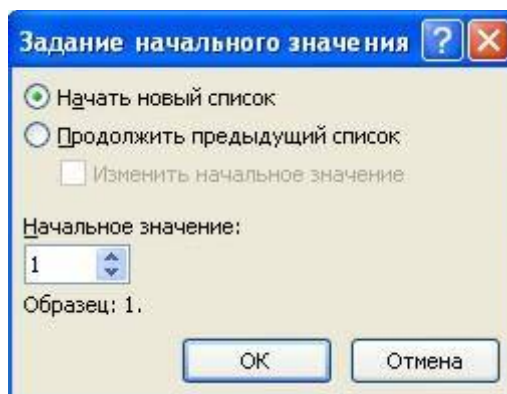 Задание начального значения
Начать новый список
Продолжить предыдущий список
Изменить начальное значение
Начальное значение:
1
Образец: 1.
ОК Отмена